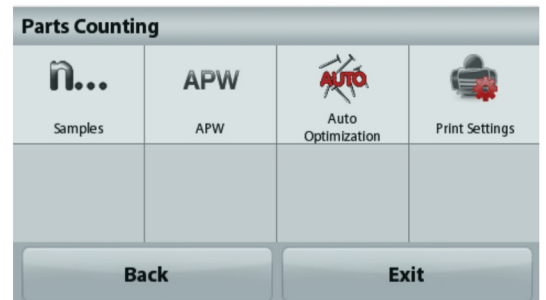 Parts Counting
n...
APW
AUTO
Samples
APW
Auto
Optimization
Print Settings
Back
Exit